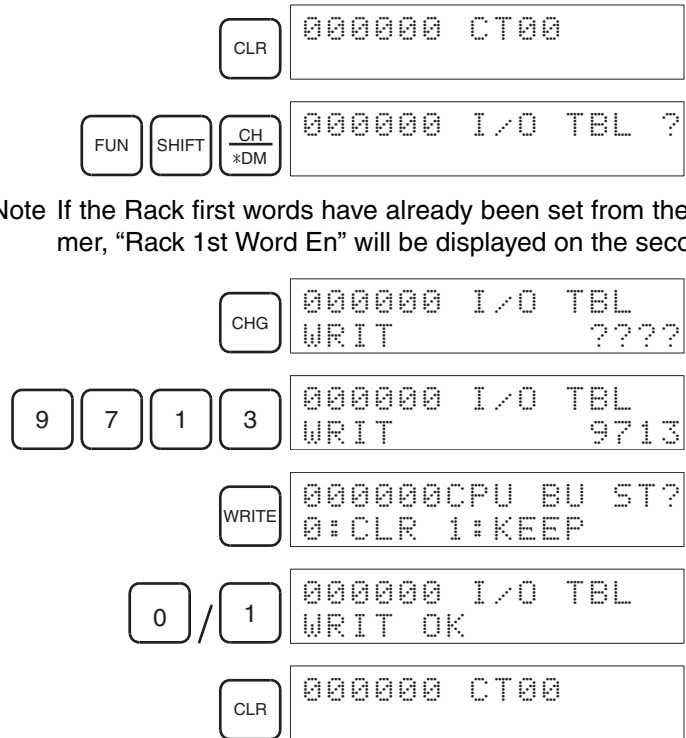 CLR 000000 CT00
FUN SHIFT CH *DM 000000 I/O TBL ?
Note If the Rack first words have already been set from the
mer, “Rack 1st Word En” will be displayed on the seco
CHG 000000 I/O TBL
WRIT ????
9 7 1 3 000000 I/O TBL
WRIT 9713
WRITE 000000CPU BU ST?
0:CLR 1:KEEP
0 / 1 000000 I/O TBL
WRIT OK
CLR 000000 CT00